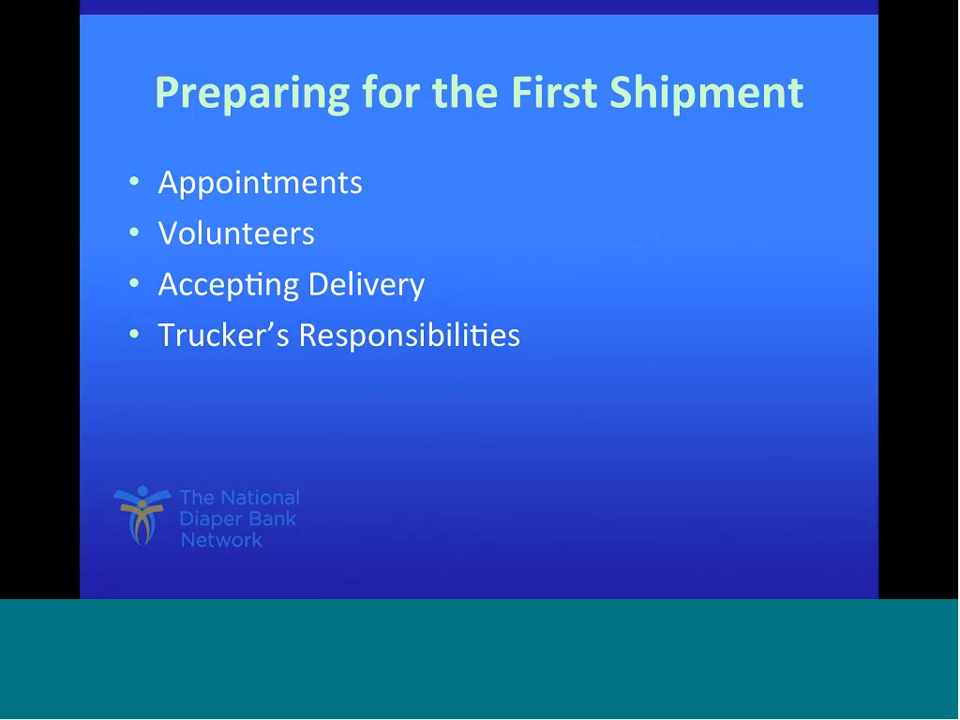 Preparing for the First Shipment
• Appointments
• Volunteers
• Accepting Delivery
• Trucker’s Responsibilities
The National
Diaper Bank
Network